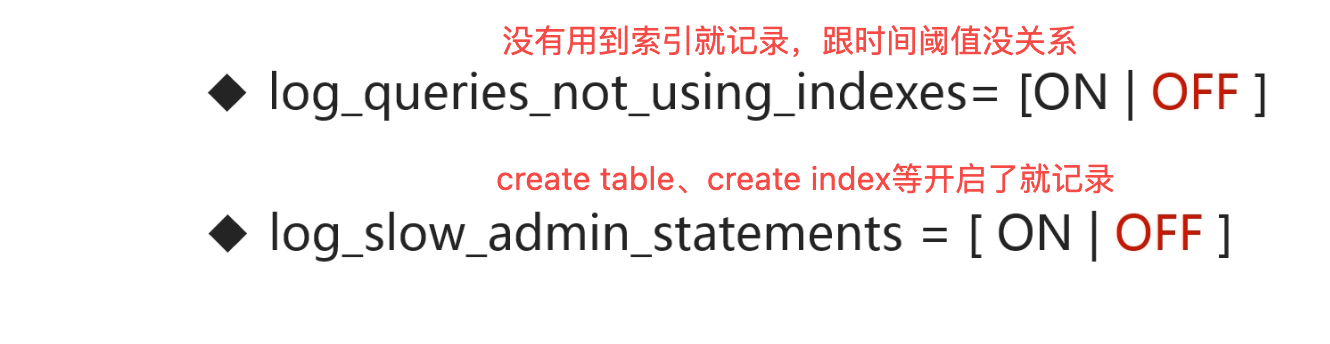 没有用到索引就记录，跟时间阈值没关系
◆ log_queries_not_using_indexes= [ON | OFF ]
create table、create index等开启了就记录
◆ log_slow_admin_statements = [ ON | OFF ]